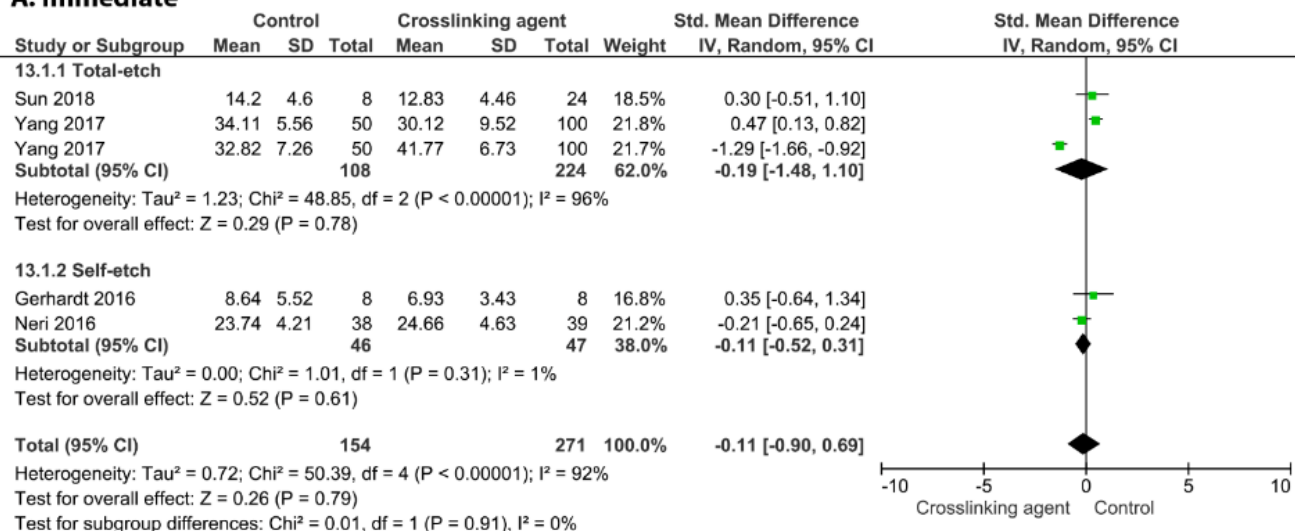 A. Immediate
Control Crosslinking agent Std. Mean Difference Std. Mean Difference
Study or Subgroup Mean SD Total Mean SD Total Weight IV, Random, 95% CI IV, Random, 95% CI
13.1.1 Total-etch
Sun 2018 14.2 4.6 8 12.83 4.46 24 18.5% 0.30 [-0.51, 1.10]
Yang 2017 34.11 5.56 50 30.12 9.52 100 21.8% 0.47 [0.13, 0.82]
Yang 2017 32.82 7.26 50 41.77 6.73 100 21.7% -1.29 [-1.66, -0.92]
Subtotal (95% CI) 108 224 62.0% -0.19 [-1.48, 1.10]
Heterogeneity: Tau² = 1.23; Chi² = 48.85, df = 2 (P < 0.00001); I² = 96%
Test for overall effect: Z = 0.29 (P = 0.78)
13.1.2 Self-etch
Gerhardt 2016 8.64 5.52 8 6.93 3.43 8 16.8% 0.35 [-0.64, 1.34]
Neri 2016 23.74 4.21 38 24.66 4.63 39 21.2% -0.21 [-0.65, 0.24]
Subtotal (95% CI) 46 47 38.0% -0.11 [-0.52, 0.31]
Heterogeneity: Tau² = 0.00; Chi² = 1.01, df = 1 (P = 0.31); I² = 1%
Test for overall effect: Z = 0.52 (P = 0.61)
Total (95% CI) 154 271 100.0% -0.11 [-0.90, 0.69]
Heterogeneity: Tau² = 0.72; Chi² = 50.39, df = 4 (P < 0.00001); I² = 92%
-10 -5 0 5 10
Test for overall effect: Z = 0.26 (P = 0.79)
Crosslinking agent Control
Test for subgroup differences: Chi² = 0.01, df = 1 (P = 0.91), I² = 0%